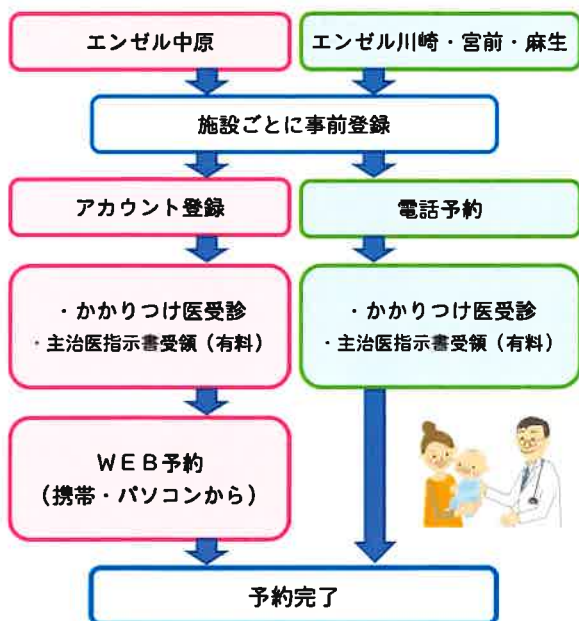 エンゼル中原
エンゼル川崎・宮前・麻生
施設ごとに事前登録
アカウント登録
電話予約
・かかりつけ医受診
・主治医指示書受領（有料）
・かかりつけ医受診
・主治医指示書受領（有料）
ＷＥＢ予約
（携帯・パソコンから）
予約完了